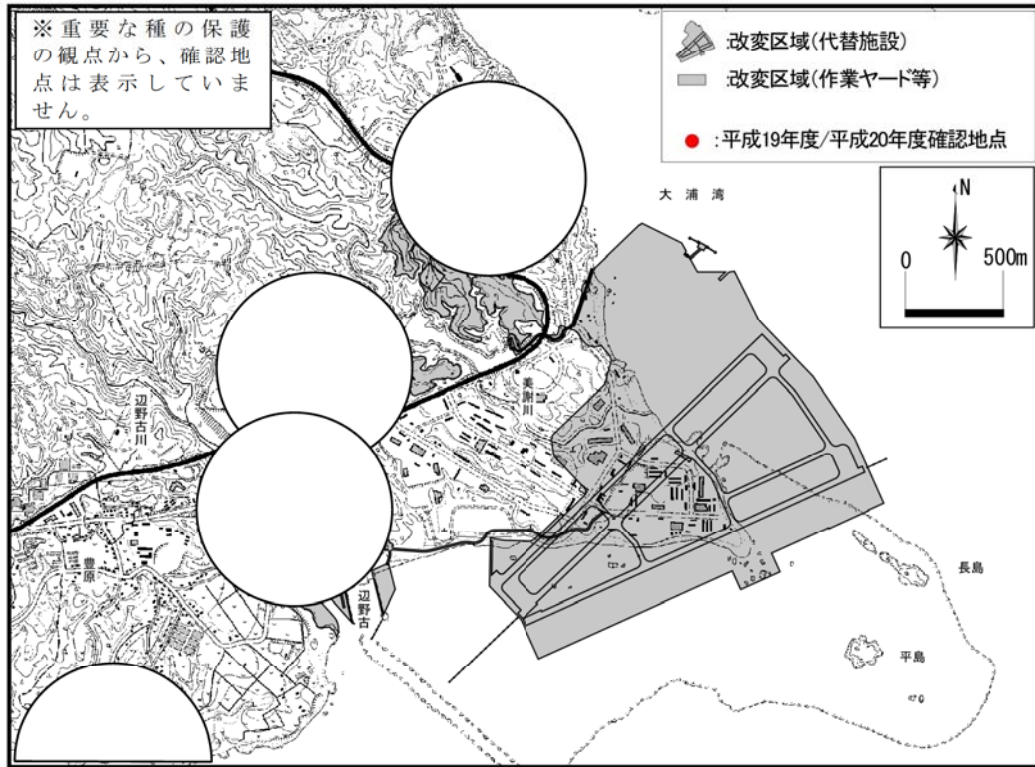 ※重要な種の保護
の観点から、確認地
点は表示していま
せん。
:改変区域(代替施設)
:改変区域(作業ヤード等)
:平成19年度/平成20年度確認地点
大浦湾
N
0 500m
辺野古川
美謝川
豊原
辺野古
長島
平島